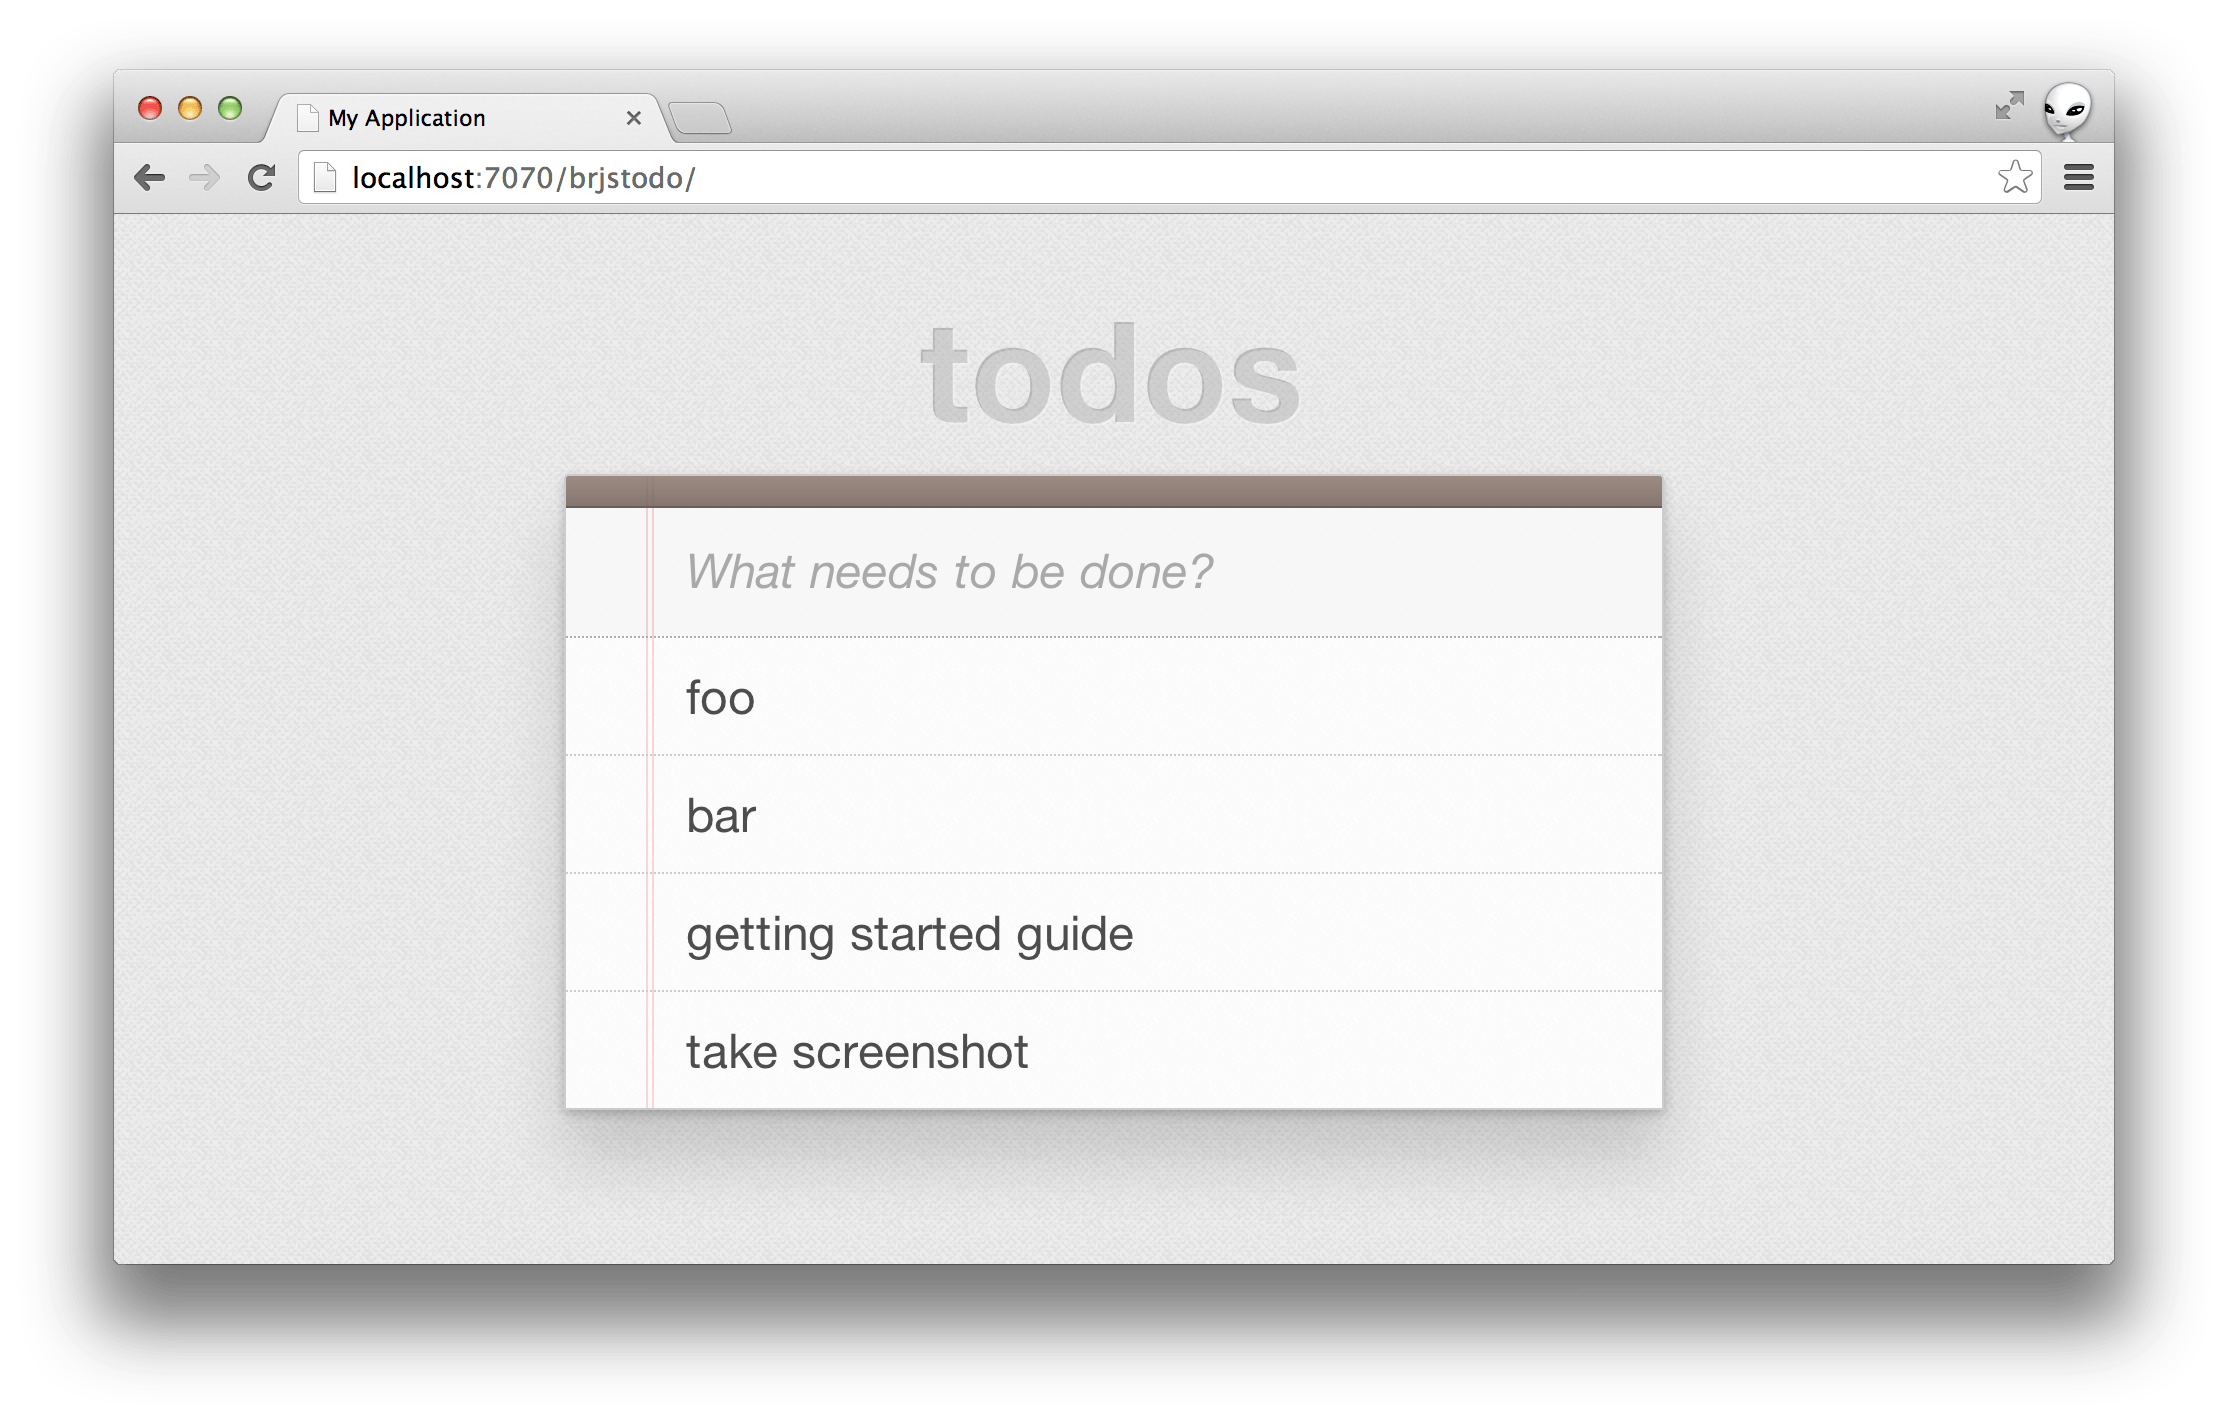 My Application
localhost:7070/brjstodo/
todos
What needs to be done?
foo
bar
getting started guide
take screenshot